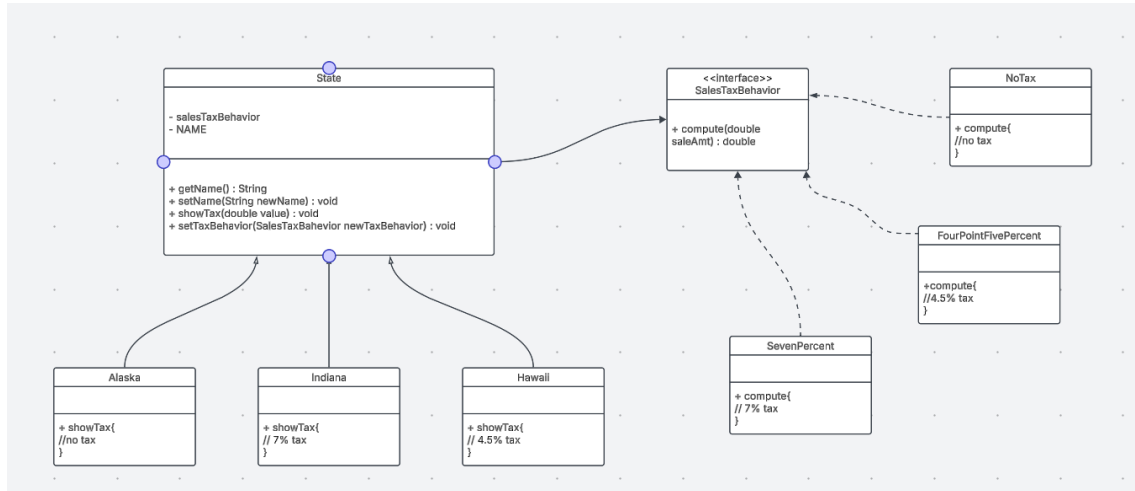 State
- salesTaxBehavior
- NAME
+ getName() : String
+ setName(String newName) : void
+ showTax(double value) : void
+ setTaxBehavior(SalesTaxBahevior newTaxBehavior) : void
<<interface>>
SalesTaxBehavior
+ compute(double
saleAmt) : double
NoTax
+ compute{
//no tax
}
FourPointFivePercent
+compute{
//4.5% tax
}
SevenPercent
+ compute{
// 7% tax
}
Alaska
+ showTax{
//no tax
}
Indiana
+ showTax{
// 7% tax
}
Hawaii
+ showTax{
// 4.5% tax
}